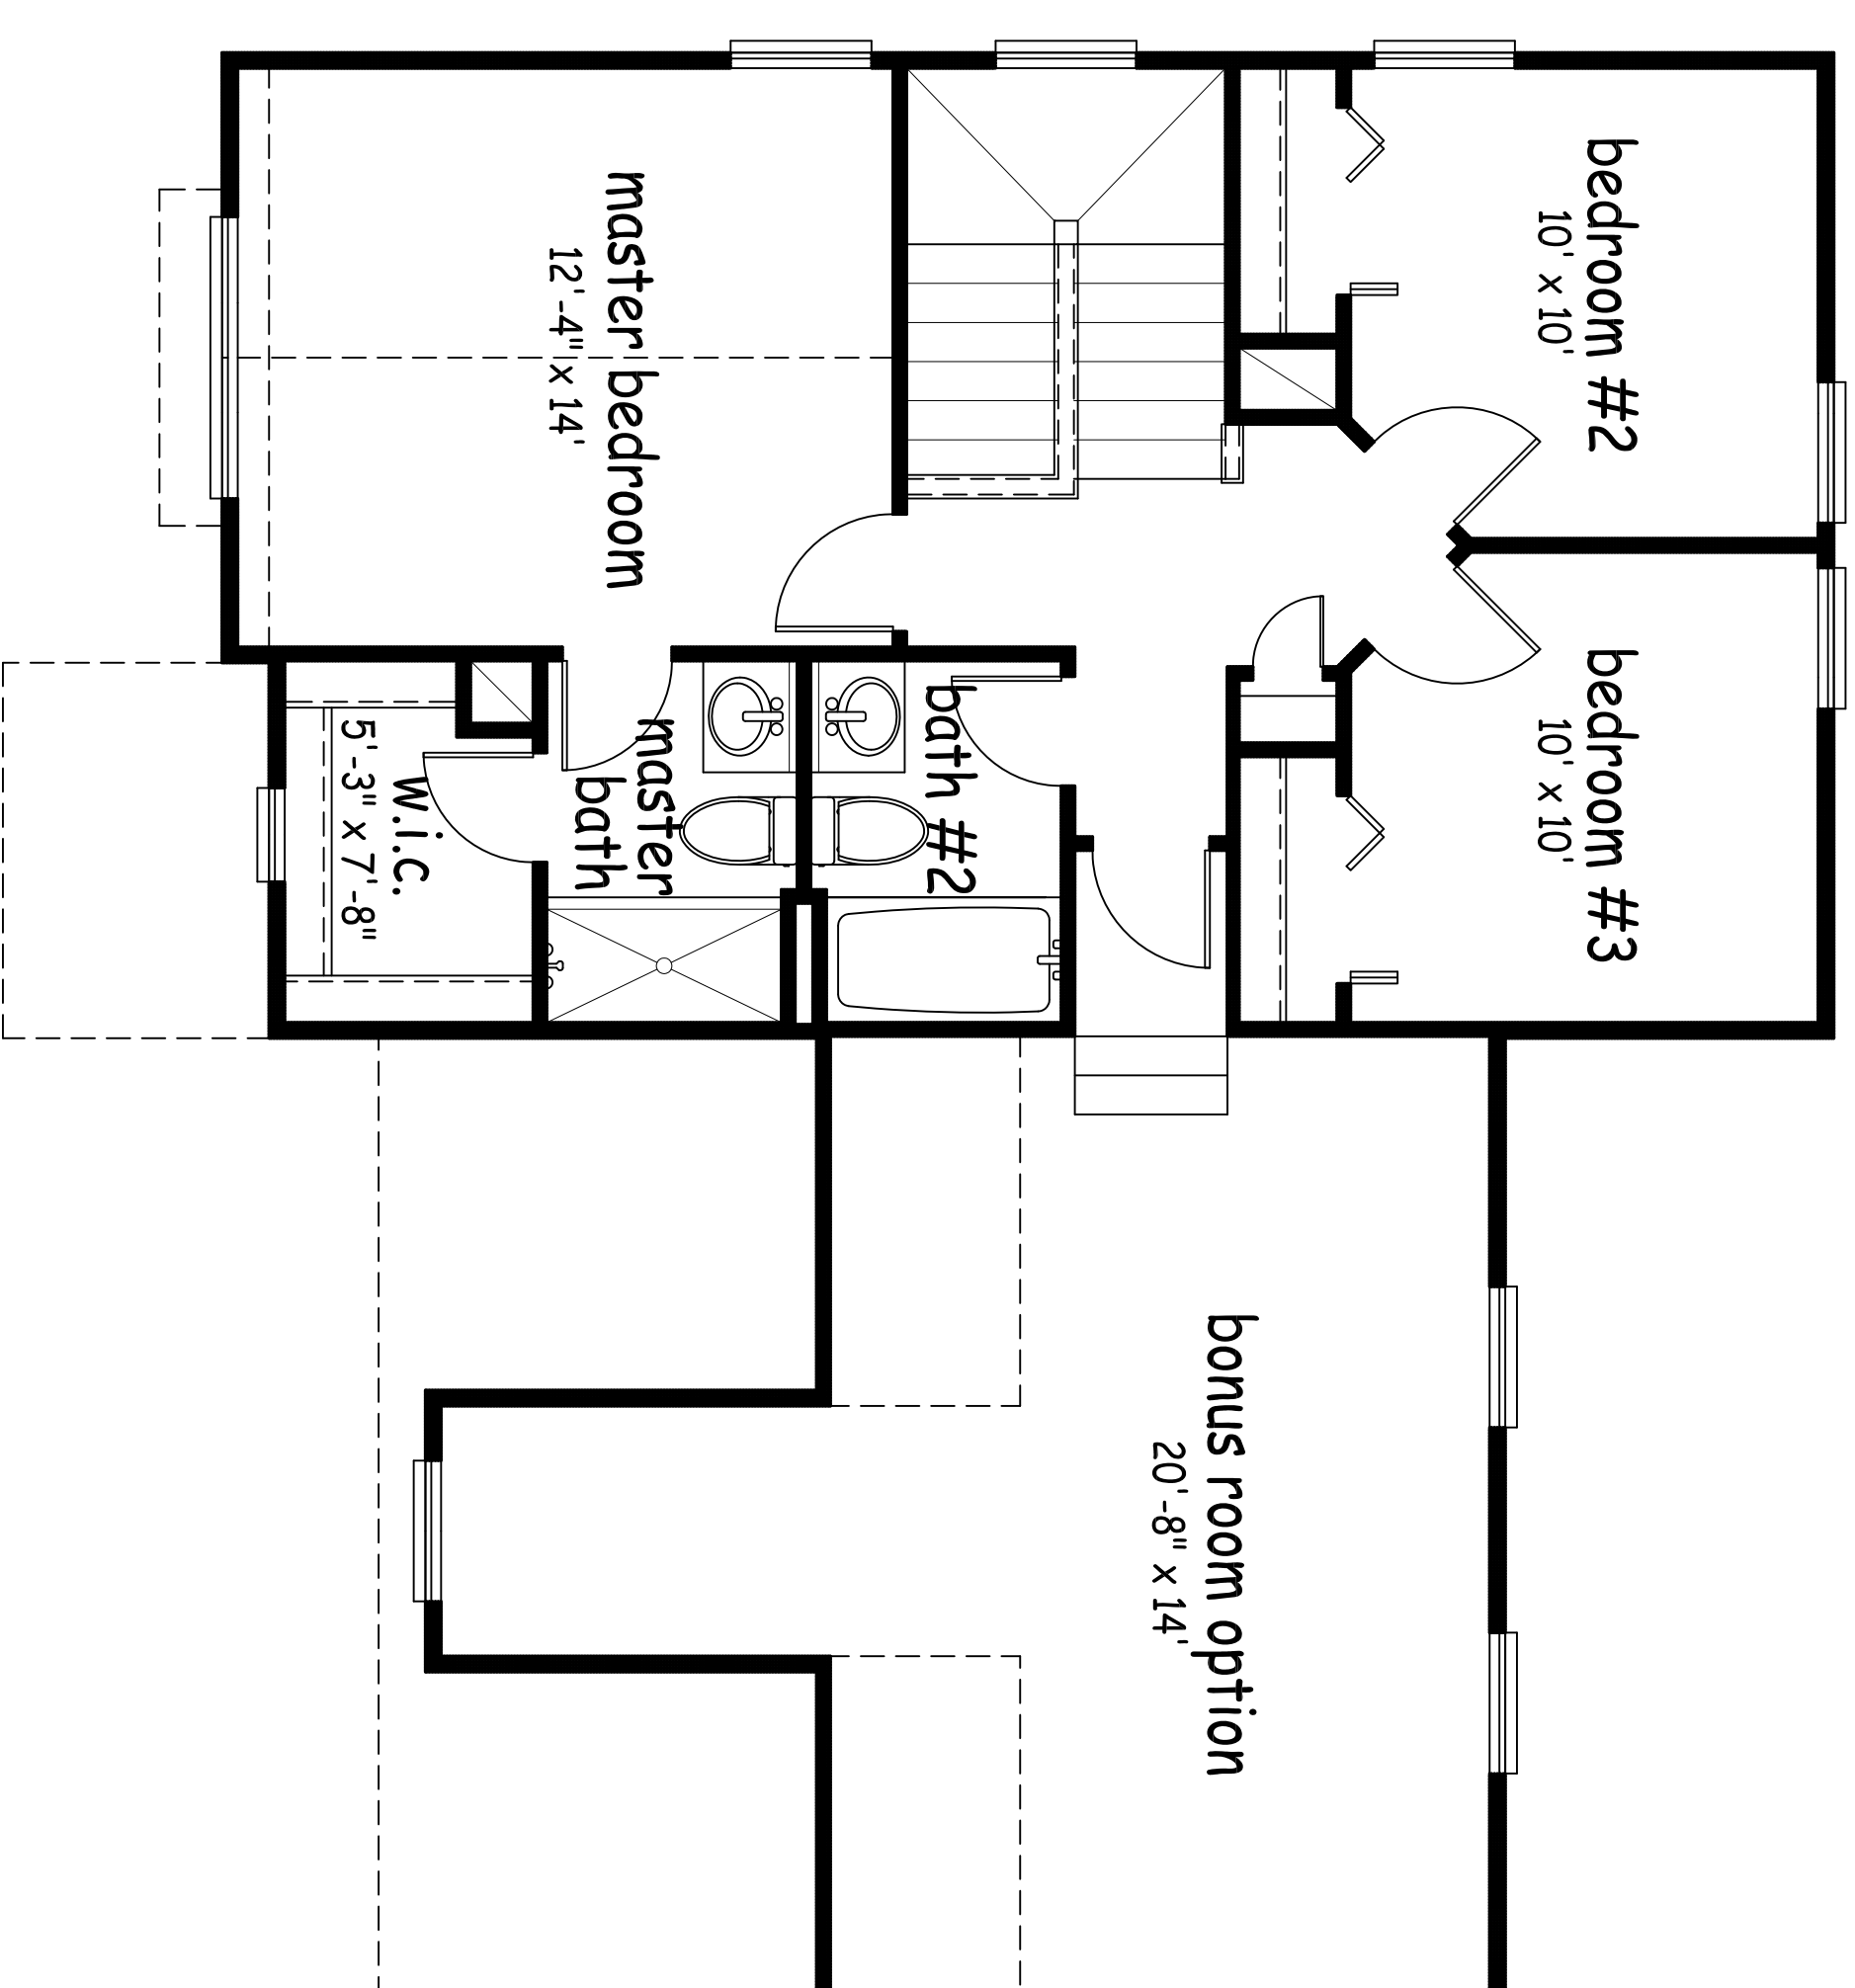 bedroom #2
10' x 10'
bedroom #3
10' x 10'
master bedroom
12'-4" x 14'
bath #2
master
bath
w.i.c.
5'-3" x 7'-8"
bonus room option
20'-8" x 14'